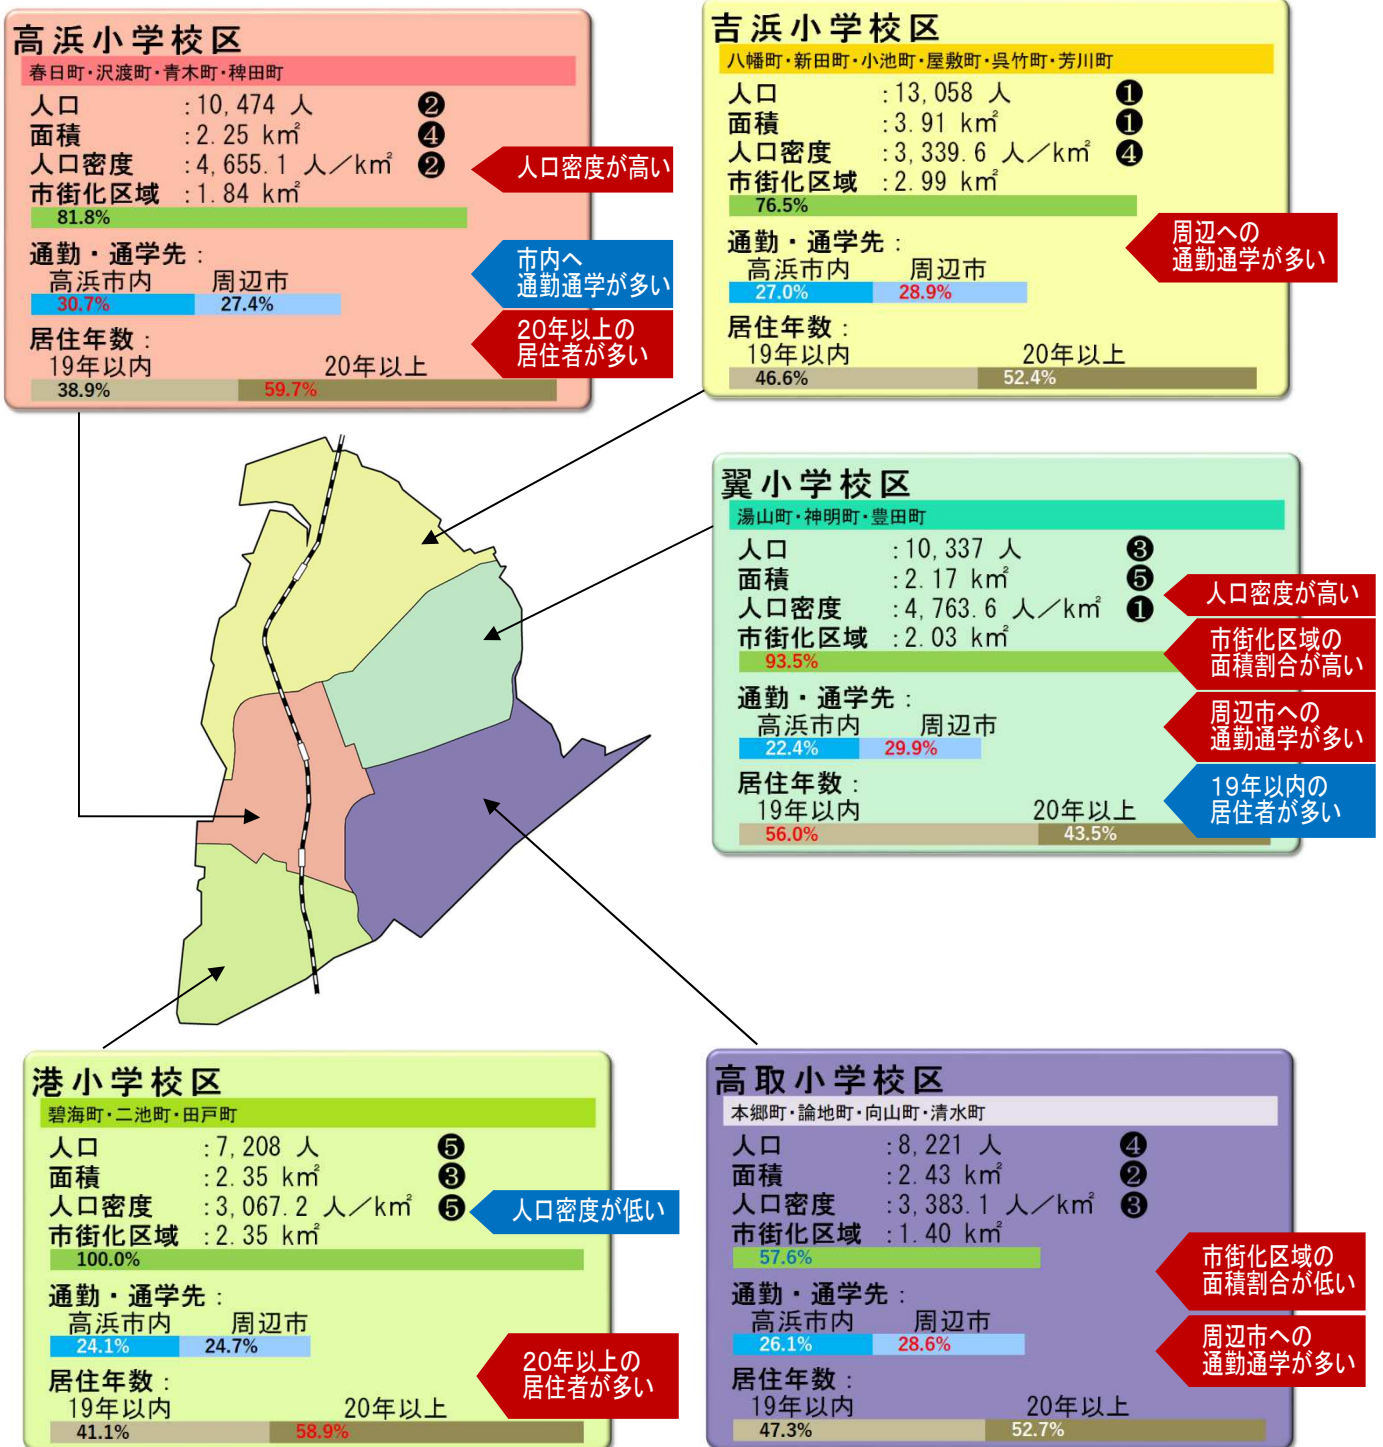 高浜小学校区
春日町・沢渡町・青木町・稗田町
人口 :10,474 人 ❷
面積 :2.25 km² ❹
人口密度 :4,655.1 人／km² ❷
人口密度が高い
市街化区域 :1.84 km²
81.8%
通勤・通学先:
高浜市内 周辺市
30.7% 27.4%
市内へ
通勤通学が多い
居住年数:
19年以内 20年以上
38.9% 59.7%
20年以上の
居住者が多い
吉浜小学校区
八幡町・新田町・小池町・屋敷町・呉竹町・芳川町
人口 :13,058 人 ❶
面積 :3.91 km² ❶
人口密度 :3,339.6 人／km² ❹
市街化区域 :2.99 km²
76.5%
通勤・通学先:
高浜市内 周辺市
27.0% 28.9%
周辺への
通勤通学が多い
居住年数:
19年以内 20年以上
46.6% 52.4%
翼小学校区
湯山町・神明町・豊田町
人口 :10,337 人 ❸
面積 :2.17 km² ❺
人口密度 :4,763.6 人／km² ❶
人口密度が高い
市街化区域 :2.03 km²
93.5%
市街化区域の
面積割合が高い
通勤・通学先:
高浜市内 周辺市
22.4% 29.9%
周辺市への
通勤通学が多い
居住年数:
19年以内 20年以上
56.0% 43.5%
19年以内の
居住者が多い
港小学校区
碧海町・二池町・田戸町
人口 :7,208 人 ❺
面積 :2.35 km² ❸
人口密度 :3,067.2 人／km² ❺
人口密度が低い
市街化区域 :2.35 km²
100.0%
通勤・通学先:
高浜市内 周辺市
24.1% 24.7%
居住年数:
19年以内 20年以上
41.1% 58.9%
20年以上の
居住者が多い
高取小学校区
本郷町・論地町・向山町・清水町
人口 :8,221 人 ❹
面積 :2.43 km² ❷
人口密度 :3,383.1 人／km² ❸
市街化区域 :1.40 km²
57.6%
市街化区域の
面積割合が低い
通勤・通学先:
高浜市内 周辺市
26.1% 28.6%
周辺市への
通勤通学が多い
居住年数:
19年以内 20年以上
47.3% 52.7%